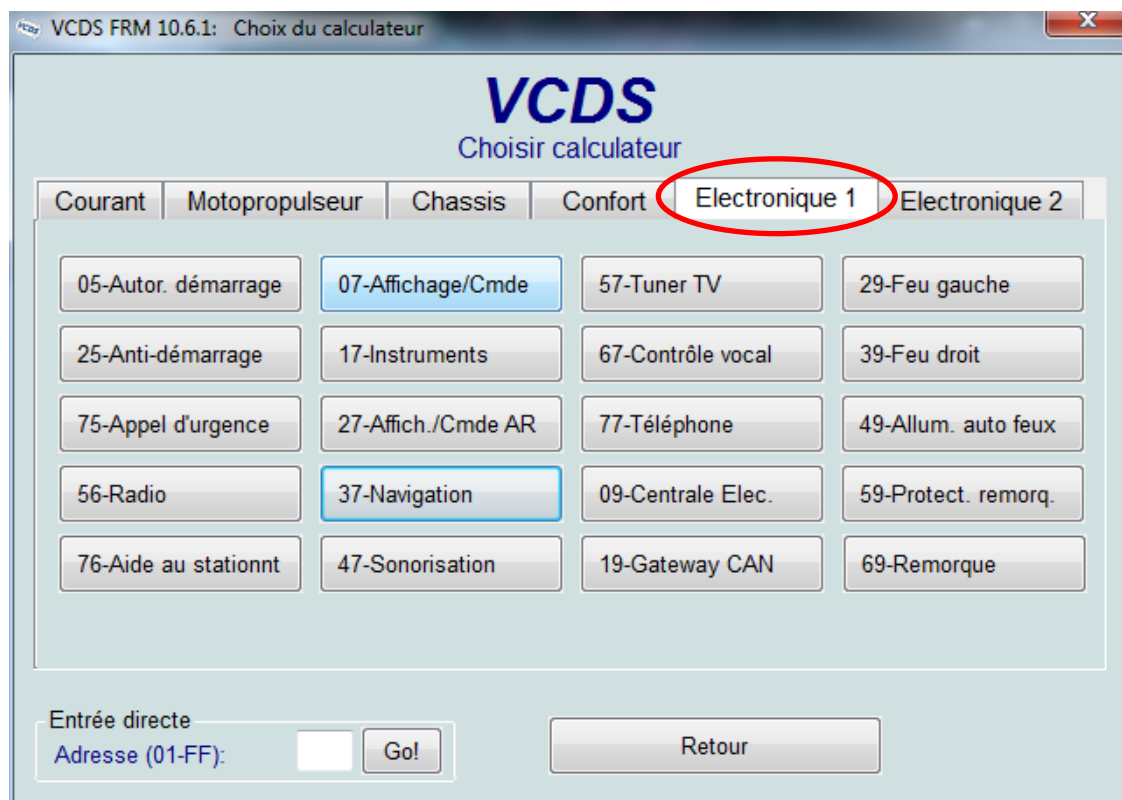 VCDS FRM 10.6.1: Choix du calculateur
VCDS
Choisir calculateur
Courant Motopropulseur Chassis Confort Electronique 1 Electronique 2
05-Autor. démarrage 07-Affichage/Cmde 57-Tuner TV 29-Feu gauche
25-Anti-démarrage 17-Instruments 67-Contrôle vocal 39-Feu droit
75-Appel d'urgence 27-Affich./Cmde AR 77-Téléphone 49-Allum. auto feux
56-Radio 37-Navigation 09-Centrale Elec. 59-Protect. remorq.
76-Aide au stationnt 47-Sonorisation 19-Gateway CAN 69-Remorque
Entrée directe
Adresse (01-FF): Go! Retour